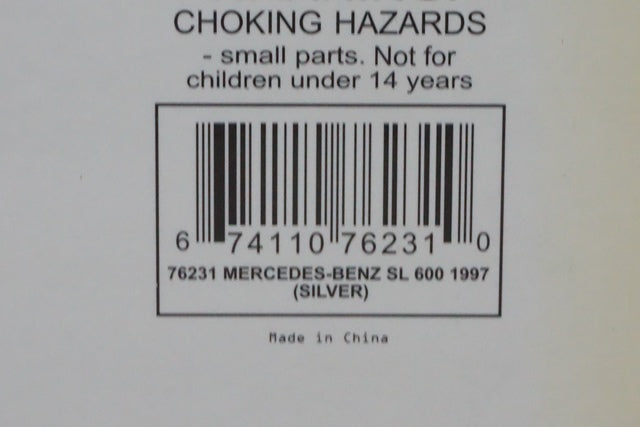 CHOKING HAZARDS
- small parts. Not for
children under 14 years
6 74110 76231 0
76231 MERCEDES-BENZ SL 600 1997
(SILVER)
Made in China